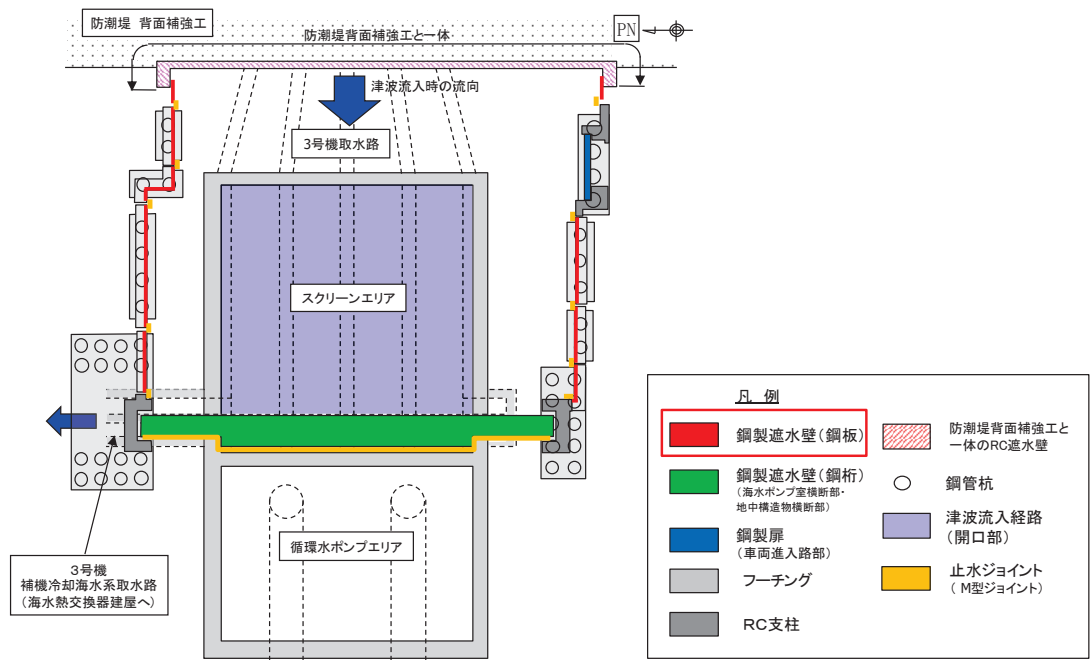 防潮堤 背面補強工
防潮堤背面補強工と一体
PN
津波流入時の流向
3号機取水路
スクリーンエリア
循環水ポンプエリア
3号機
補機冷却海水系取水路
(海水熱交換器建屋へ)
凡 例
鋼製遮水壁(鋼板)
鋼製遮水壁(鋼桁)
(海水ポンプ室横断部・
地中構造物横断部)
鋼製扉
(車両進入路部)
フーチング
RC支柱
防潮堤背面補強工と
一体のRC遮水壁
鋼管杭
津波流入経路
(開口部)
止水ジョイント
( M型ジョイント)